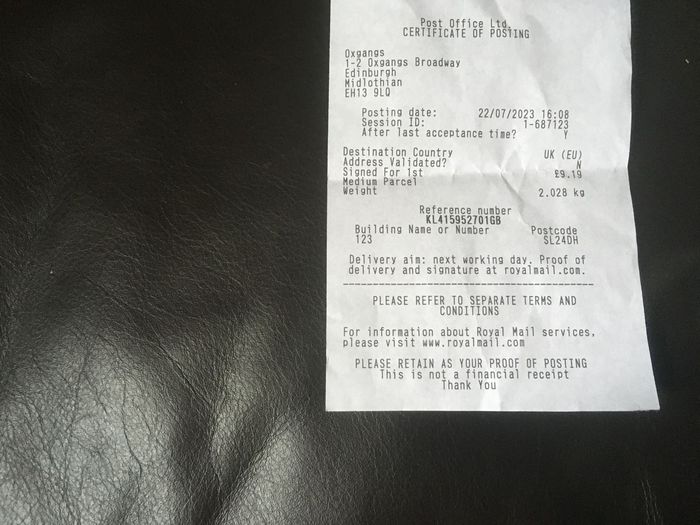 Post Office Ltd.
CERTIFICATE OF POSTING
Oxgangs
1-2 Oxgangs Broadway
Edinburgh
Midlothian
EH13 9LQ
Posting date: 22/07/2023 16:08
Session ID: 1-687123
After last acceptance time? Y
Destination Country UK (EU)
Address Validated? N
Signed For 1st £9.19
Medium Parcel
Weight 2.028 kg
Reference number
KL415952701GB
Building Name or Number Postcode
123 SL24DH
Delivery aim: next working day. Proof of
delivery and signature at royalmail.com.
PLEASE REFER TO SEPARATE TERMS AND
CONDITIONS
For information about Royal Mail services,
please visit www.royalmail.com
PLEASE RETAIN AS YOUR PROOF OF POSTING
This is not a financial receipt
Thank You